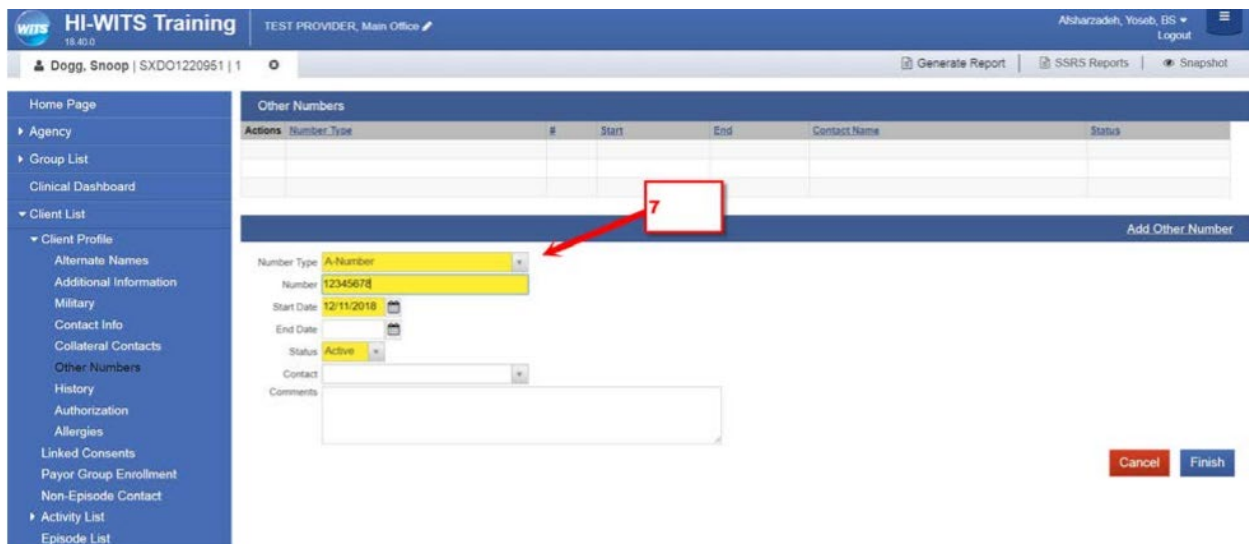 WITS
HI-WITS Training
18.40.0
TEST PROVIDER, Main Office
Afsharzadeh, Yoseb, BS
Logout
Dogg, Snoop | SXDO1220951 | 1
Generate Report | SSRS Reports | Snapshot
Home Page
Agency
Group List
Clinical Dashboard
Client List
Client Profile
Alternate Names
Additional Information
Military
Contact Info
Collateral Contacts
Other Numbers
History
Authorization
Allergies
Linked Consents
Payor Group Enrollment
Non-Episode Contact
Activity List
Episode List
Other Numbers
Actions Number Type # Start End Contact Name Status
7
Add Other Number
Number Type A-Number
Number 12345678
Start Date 12/11/2018
End Date
Status Active
Contact
Comments
Cancel Finish